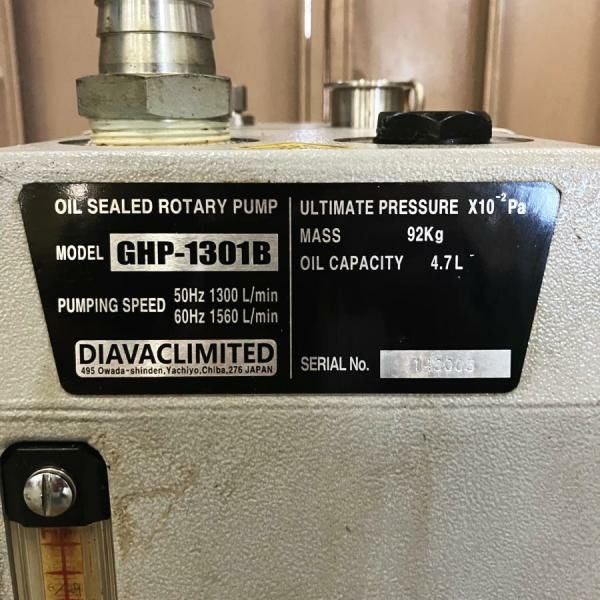 OIL SEALED ROTARY PUMP
MODEL GHP-1301B
PUMPING SPEED 50Hz 1300 L/min
60Hz 1560 L/min
DIAVACLIMITED
495 Owada-shinden,Yachiyo,Chiba,276 JAPAN
ULTIMATE PRESSURE X10⁻²Pa
MASS 92Kg
OIL CAPACITY 4.7L
SERIAL No.